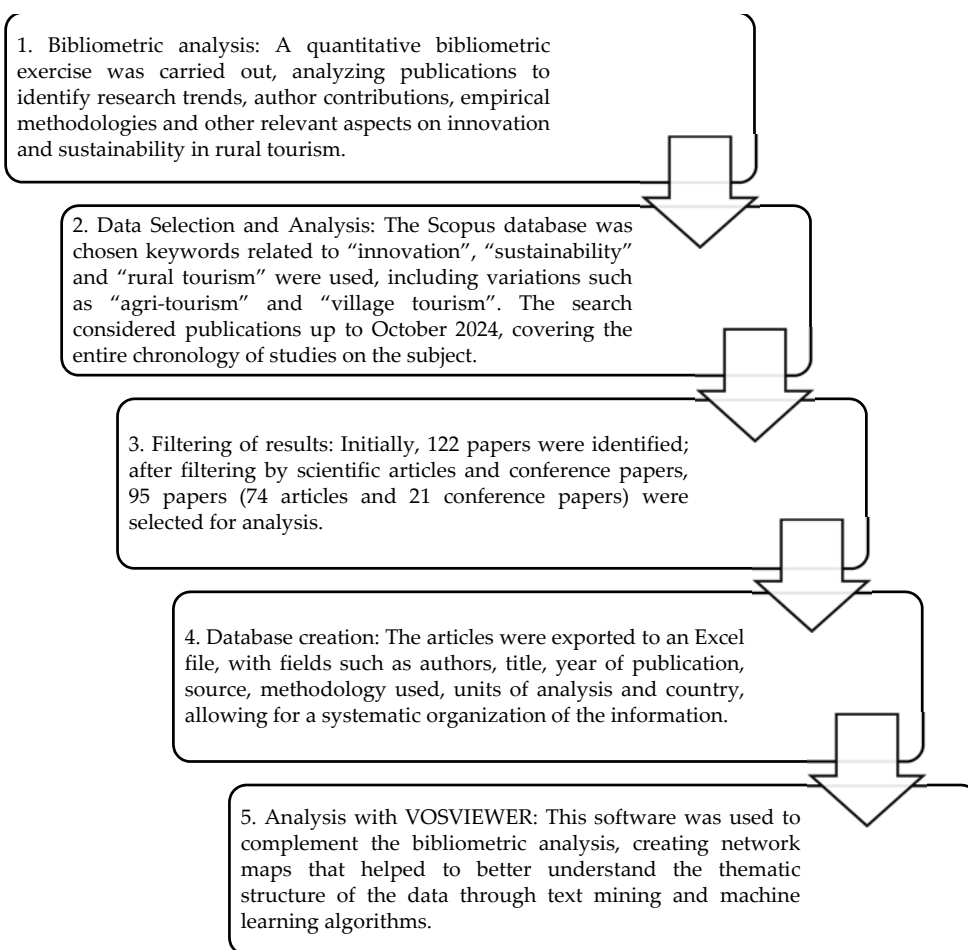 1. Bibliometric analysis: A quantitative bibliometric
exercise was carried out, analyzing publications to
identify research trends, author contributions, empirical
methodologies and other relevant aspects on innovation
and sustainability in rural tourism.
2. Data Selection and Analysis: The Scopus database was
chosen keywords related to “innovation”, “sustainability”
and “rural tourism” were used, including variations such
as “agri-tourism” and “village tourism”. The search
considered publications up to October 2024, covering the
entire chronology of studies on the subject.
3. Filtering of results: Initially, 122 papers were identified;
after filtering by scientific articles and conference papers,
95 papers (74 articles and 21 conference papers) were
selected for analysis.
4. Database creation: The articles were exported to an Excel
file, with fields such as authors, title, year of publication,
source, methodology used, units of analysis and country,
allowing for a systematic organization of the information.
5. Analysis with VOSVIEWER: This software was used to
complement the bibliometric analysis, creating network
maps that helped to better understand the thematic
structure of the data through text mining and machine
learning algorithms.